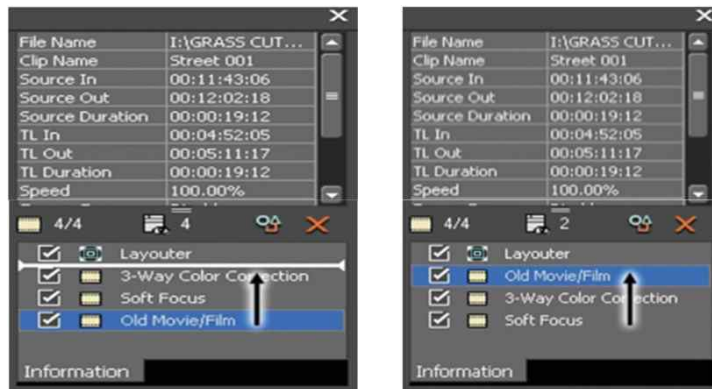 File Name I:\GRASS CUT...
Clip Name Street 001
Source In 00:11:43:06
Source Out 00:12:02:18
Source Duration 00:00:19:12
TL In 00:04:52:05
TL Out 00:05:11:17
TL Duration 00:00:19:12
Speed 100.00%
4/4 4
Layouter
3-Way Color Correction
Soft Focus
Old Movie/Film
Information
File Name I:\GRASS CUT...
Clip Name Street 001
Source In 00:11:43:06
Source Out 00:12:02:18
Source Duration 00:00:19:12
TL In 00:04:52:05
TL Out 00:05:11:17
TL Duration 00:00:19:12
Speed 100.00%
4/4 2
Layouter
Old Movie/Film
3-Way Color Correction
Soft Focus
Information